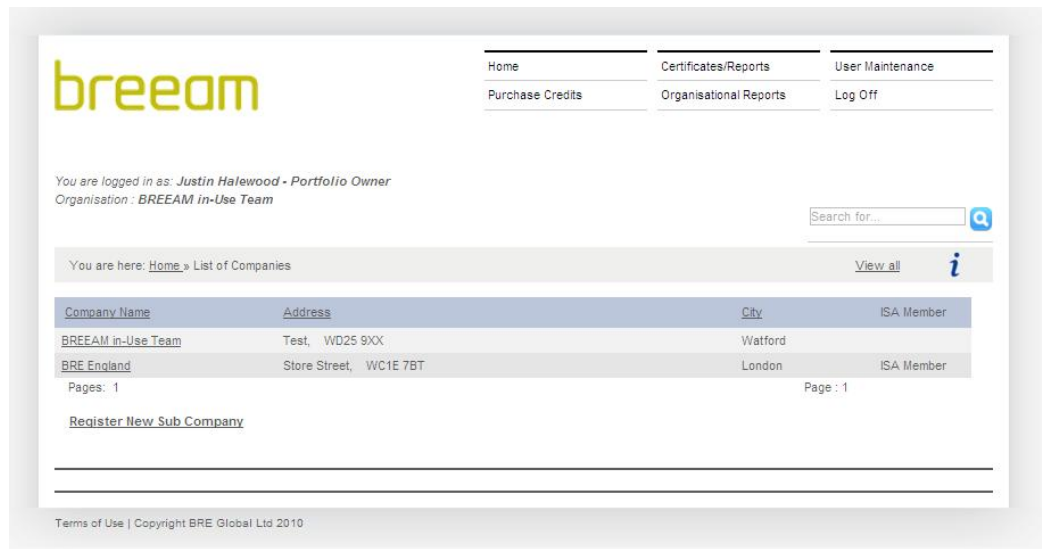 breeam
Home Certificates/Reports User Maintenance
Purchase Credits Organisational Reports Log Off
You are logged in as: Justin Halewood - Portfolio Owner
Organisation : BREEAM in-Use Team
Search for...
You are here: Home » List of Companies View all i
Company Name Address City ISA Member
BREEAM in-Use Team Test, WD25 9XX Watford
BRE England Store Street, WC1E 7BT London ISA Member
Pages: 1 Page : 1
Register New Sub Company
Terms of Use | Copyright BRE Global Ltd 2010